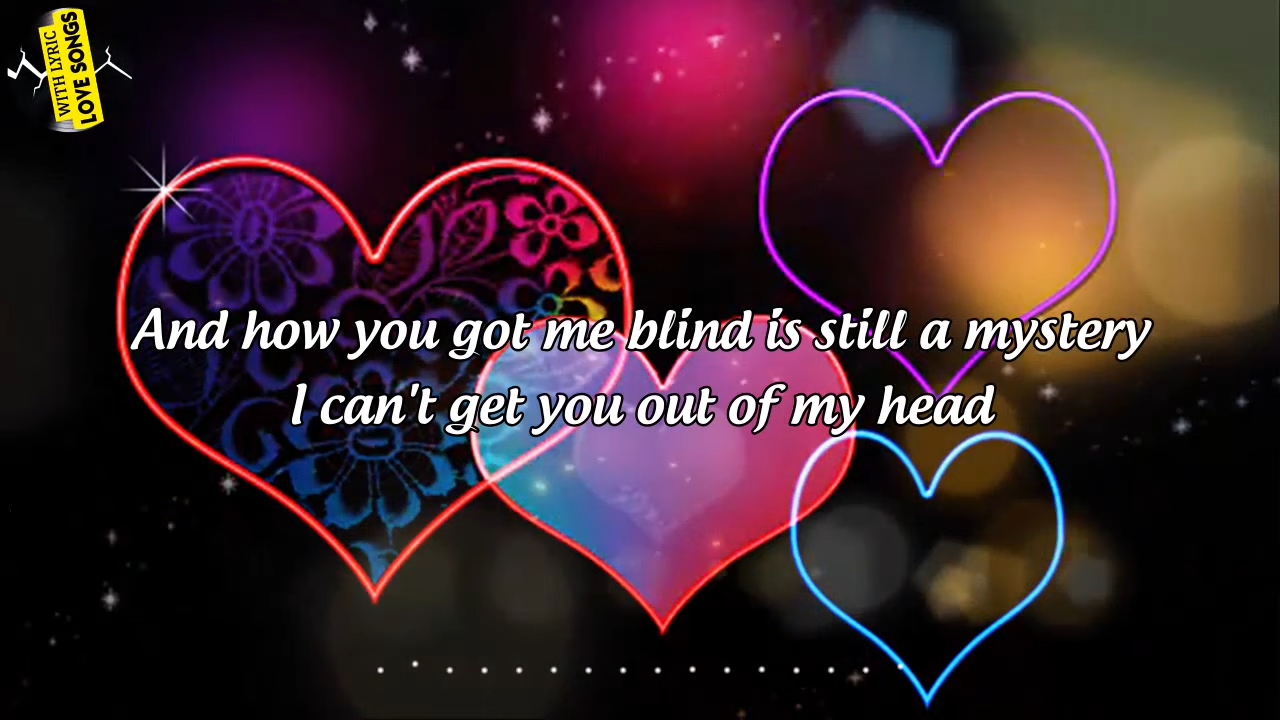 WITH LYRIC
LOVE SONGS
And how you got me blind is still a mystery
I can't get you out of my head